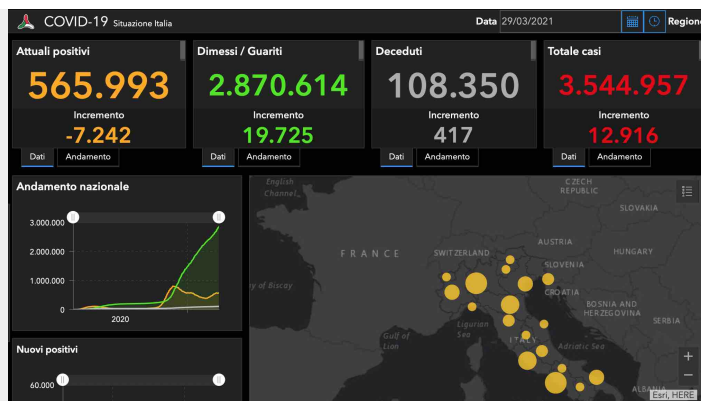 COVID-19 Situazione Italia
Data 29/03/2021 Regione
Attuali positivi
565.993
Incremento
-7.242
Dati Andamento
Dimessi / Guariti
2.870.614
Incremento
19.725
Dati Andamento
Deceduti
108.350
Incremento
417
Dati Andamento
Totale casi
3.544.957
Incremento
12.916
Dati Andamento
Andamento nazionale
3.000.000
2.000.000
1.000.000
0
2020
Nuovi positivi
60.000
English
Channel
CZECH
REPUBLIC
SLOVAKIA
FRANCE
SWITZERLAND
AUSTRIA
HUNGARY
SLOVENIA
y of Biscay
CROATIA
BOSNIA AND
HERZEGOVINA
SERBIA
Ligurian
Sea
Gulf of
Lion
ITALY
Adriatic Sea
ALBANIA
+
−
Esri, HERE